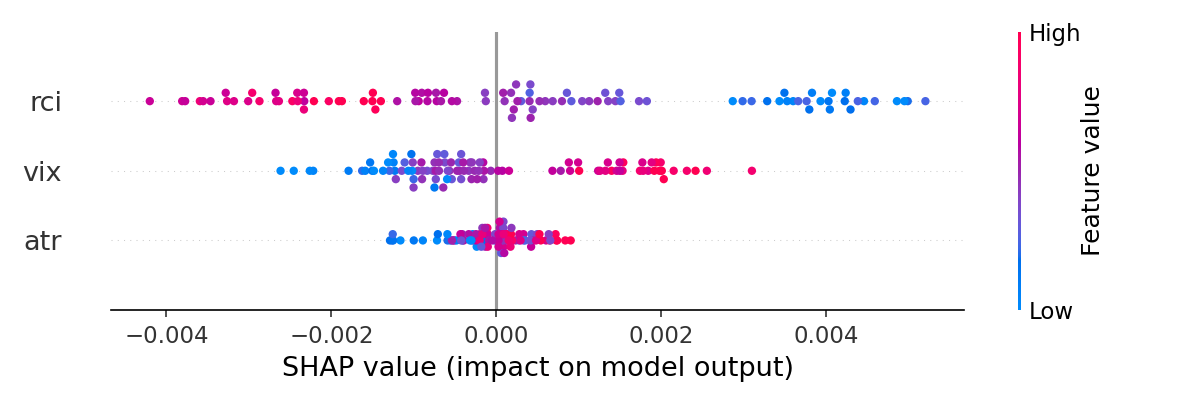 High
rci
vix
atr
Feature value
Low
−0.004 −0.002 0.000 0.002 0.004
SHAP value (impact on model output)